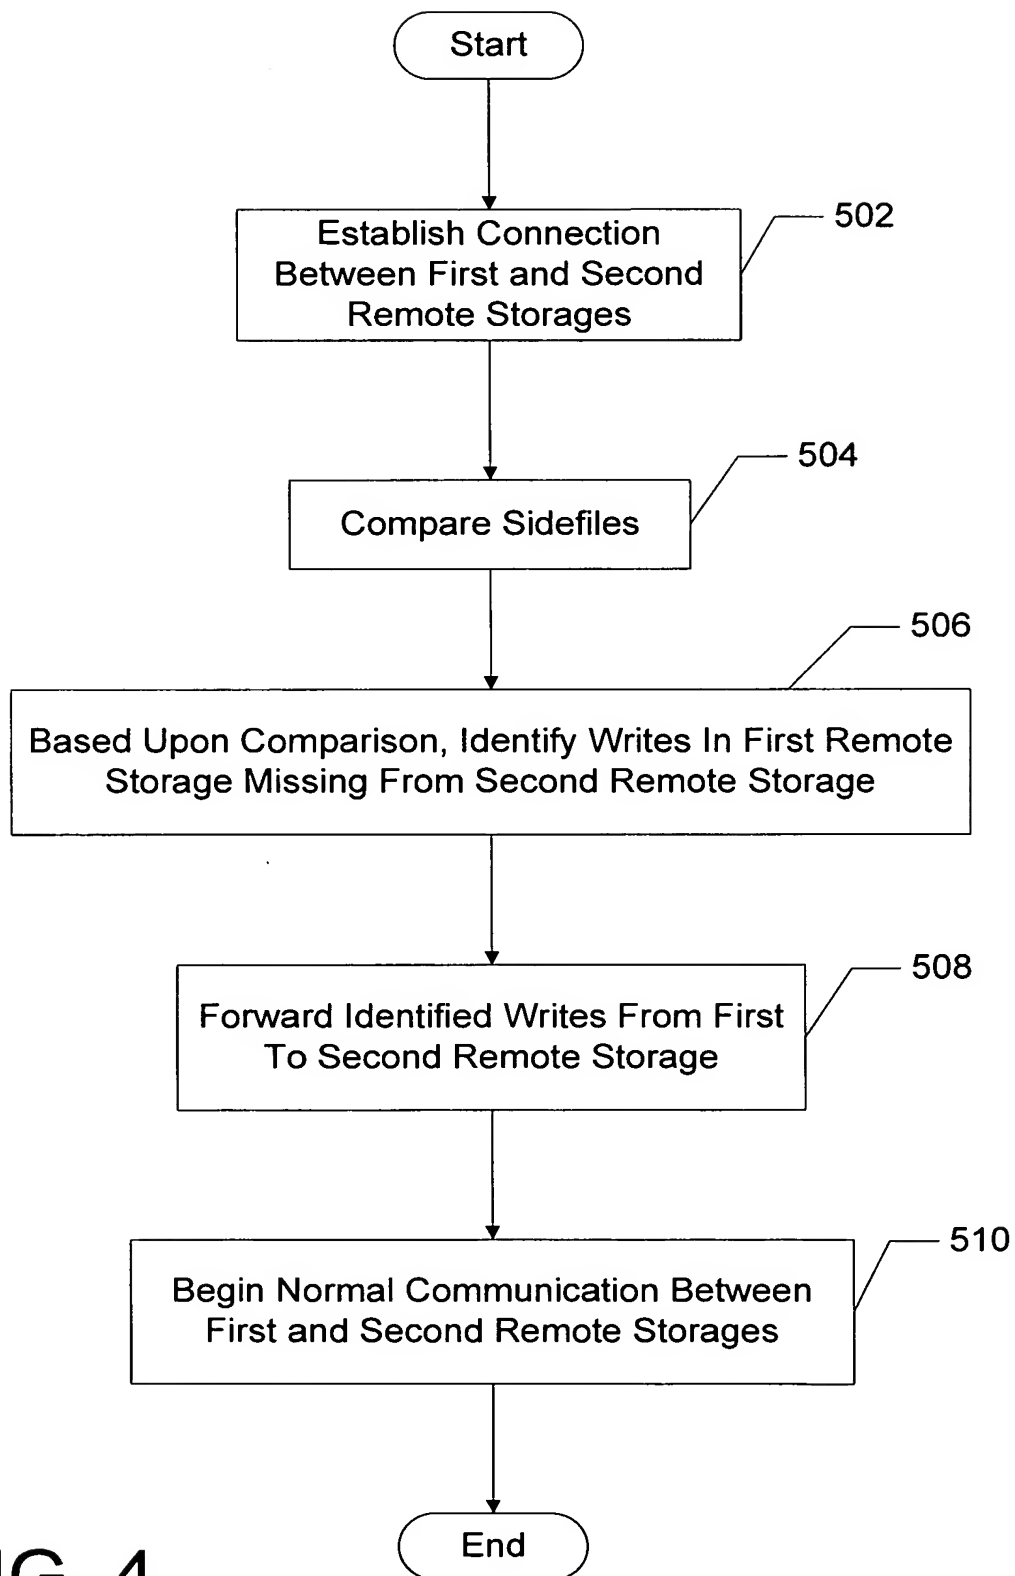 Start
502
Establish Connection
Between First and Second
Remote Storages
504
Compare Sidefiles
506
Based Upon Comparison, Identify Writes In First Remote
Storage Missing From Second Remote Storage
508
Forward Identified Writes From First
To Second Remote Storage
510
Begin Normal Communication Between
First and Second Remote Storages
End
4